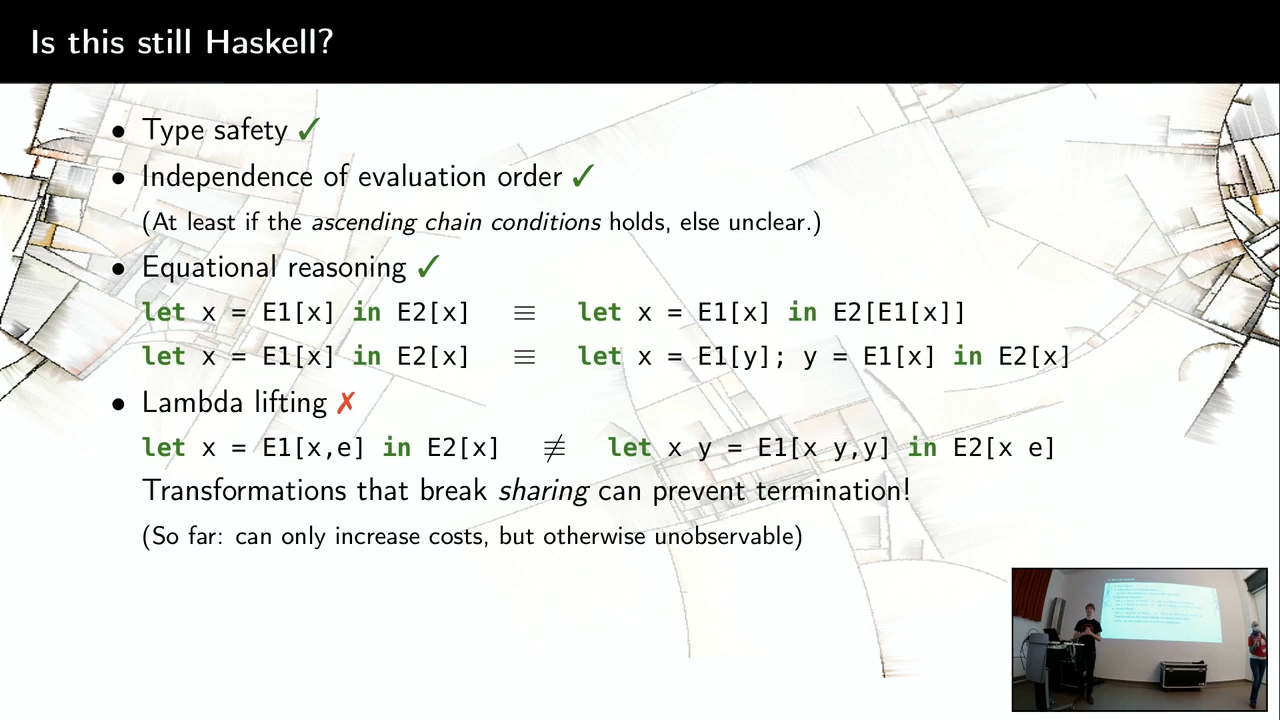 Is this still Haskell?
• Type safety ✓
• Independence of evaluation order ✓
(At least if the ascending chain conditions holds, else unclear.)
• Equational reasoning ✓
let x = E1[x] in E2[x] ≡ let x = E1[x] in E2[E1[x]]
let x = E1[x] in E2[x] ≡ let x = E1[y]; y = E1[x] in E2[x]
• Lambda lifting ✗
let x = E1[x,e] in E2[x] ≢ let x y = E1[x y,y] in E2[x e]
Transformations that break sharing can prevent termination!
(So far: can only increase costs, but otherwise unobservable)